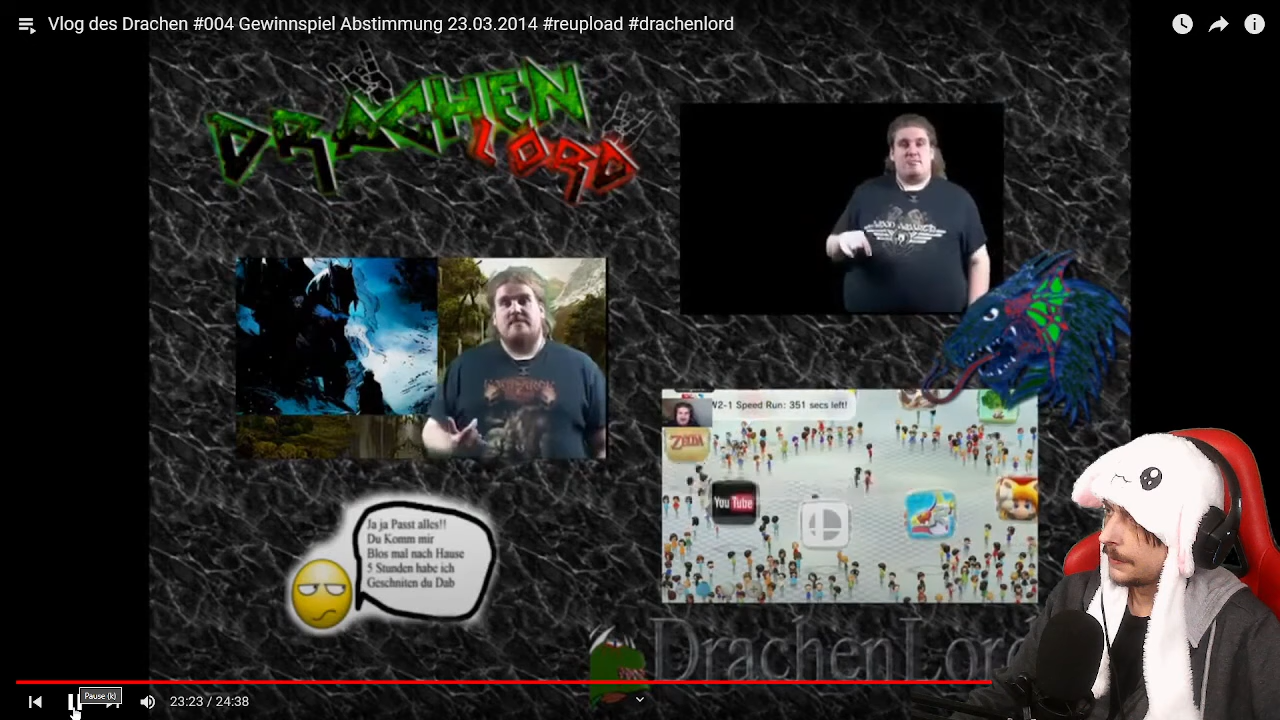 Vlog des Drachen #004 Gewinnspiel Abstimmung 23.03.2014 #reupload #drachenlord
DRACHEN
LORD
W2-1 Speed Run: 351 secs left!
ZELDA
YouTube
Ja ja Passt alles!!
Du Komm mir
Blos mal nach Hause
5 Stunden habe ich
Geschniten du Dab
DrachenLord
Pause (k)
23:23 / 24:38